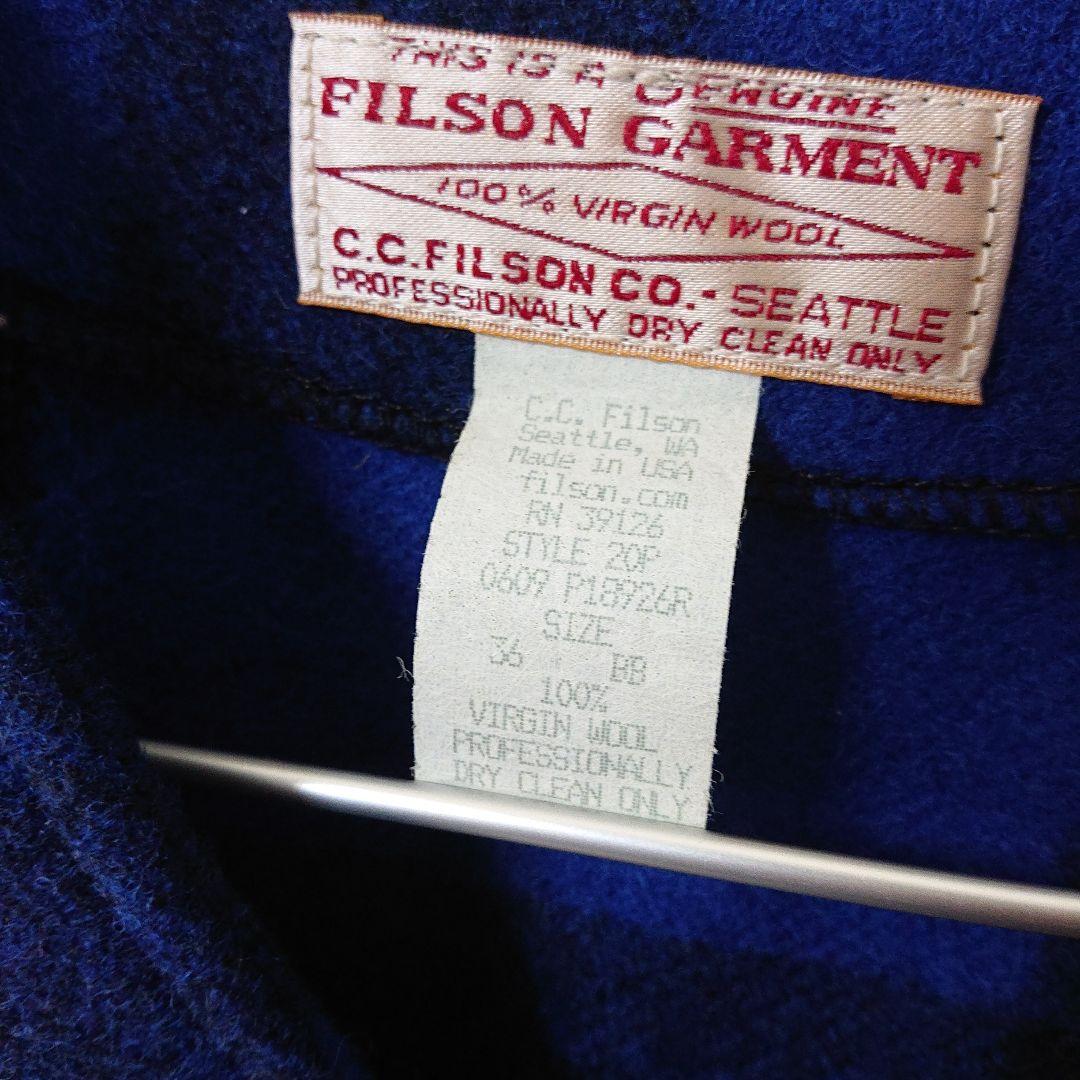 THIS IS A GENUINE
FILSON GARMENT
100% VIRGIN WOOL
C.C.FILSON CO.- SEATTLE
PROFESSIONALLY DRY CLEAN ONLY
C.C. Filson
Seattle, WA
Made in USA
filson.com
RN 39126
STYLE 20P
0609 P18926R
SIZE
36 BB
100%
VIRGIN WOOL
PROFESSIONALLY
DRY CLEAN ONLY